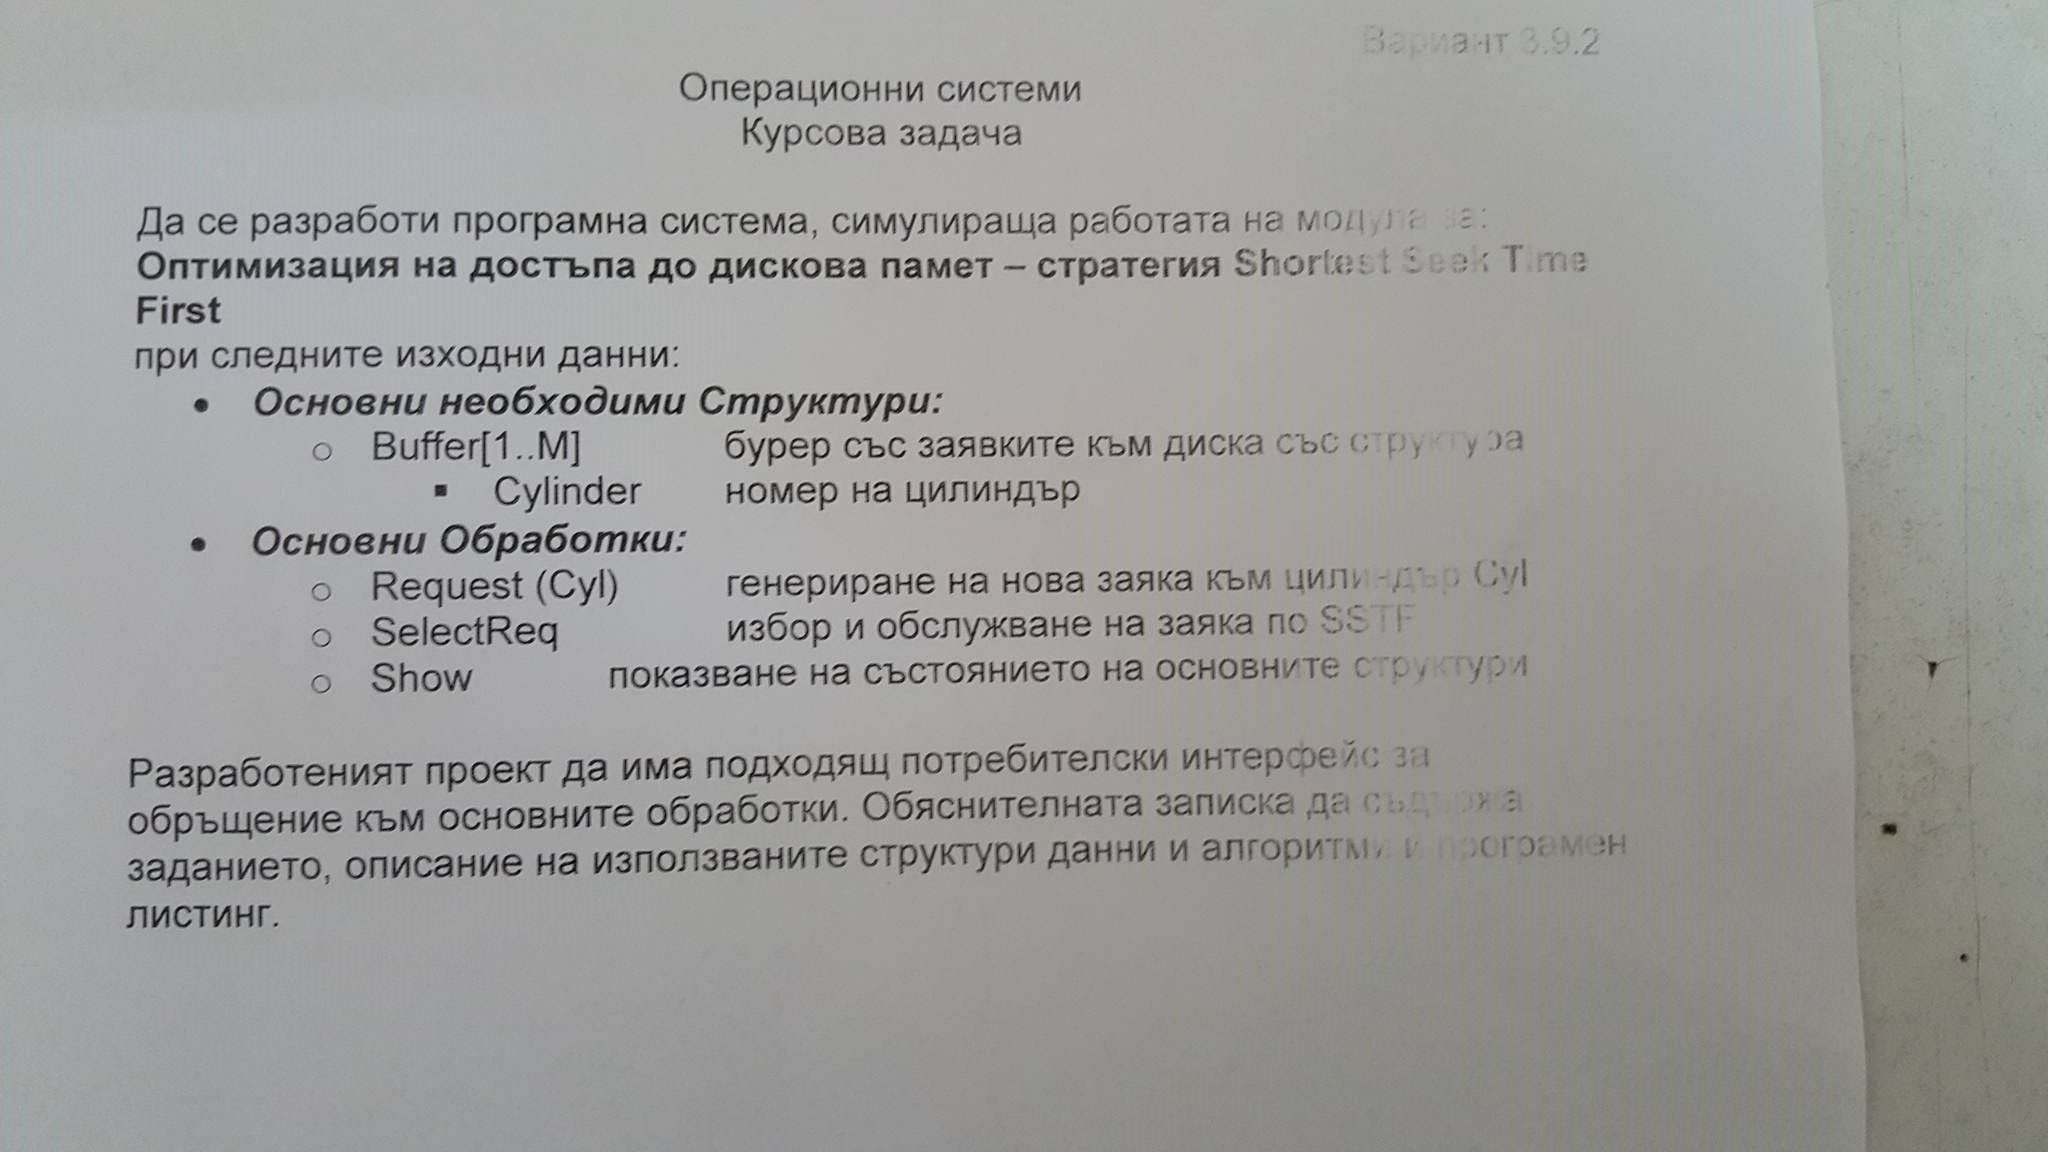 Вариант 3.9.2
Операционни системи
Курсова задача
Да се разработи програмна система, симулираща работата на модула за:
Оптимизация на достъпа до дискова памет – стратегия Shortest Seek Time
First
при следните изходни данни:
• Основни необходими Структури:
o Buffer[1..M] бурер със заявките към диска със структура
▪ Cylinder номер на цилиндър
• Основни Обработки:
o Request (Cyl) генериране на нова заяка към цилиндър Cyl
o SelectReq избор и обслужване на заяка по SSTF
o Show показване на състоянието на основните структури
Разработеният проект да има подходящ потребителски интерфейс за
обръщение към основните обработки. Обяснителната записка да съдържа
заданието, описание на използваните структури данни и алгоритми и програмен
листинг.